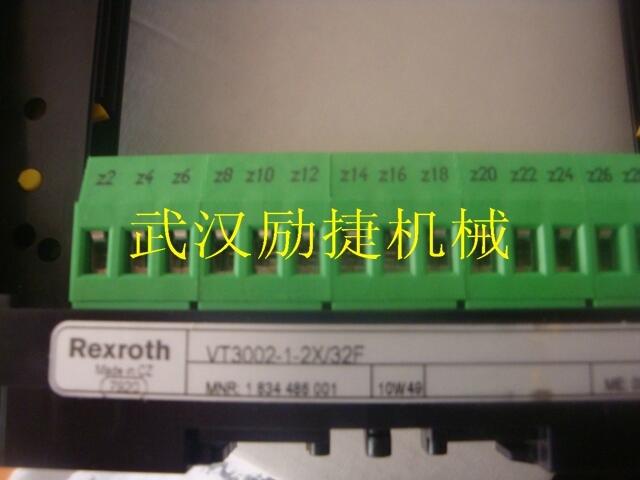 z2 z4 z6 z8 z10 z12 z14 z16 z18 z20 z22 z24 z26
武汉励捷机械
Rexroth VT3002-1-2X/32F
Made in CZ
7920 MNR: 1 834 486 001 10W49